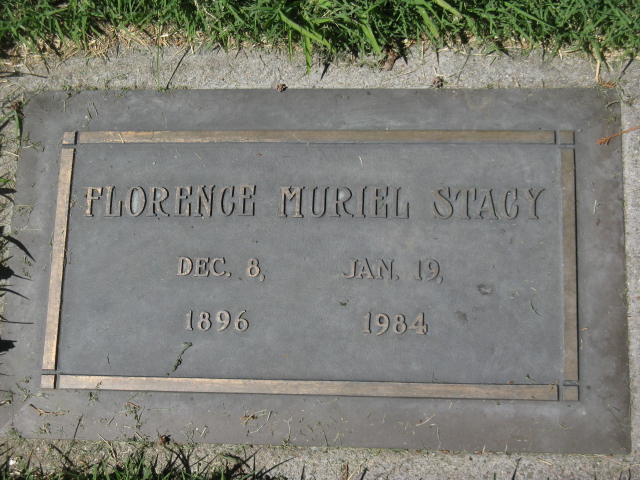 FLORENCE MURIEL STACY
DEC. 8, JAN. 19,
1896 1984